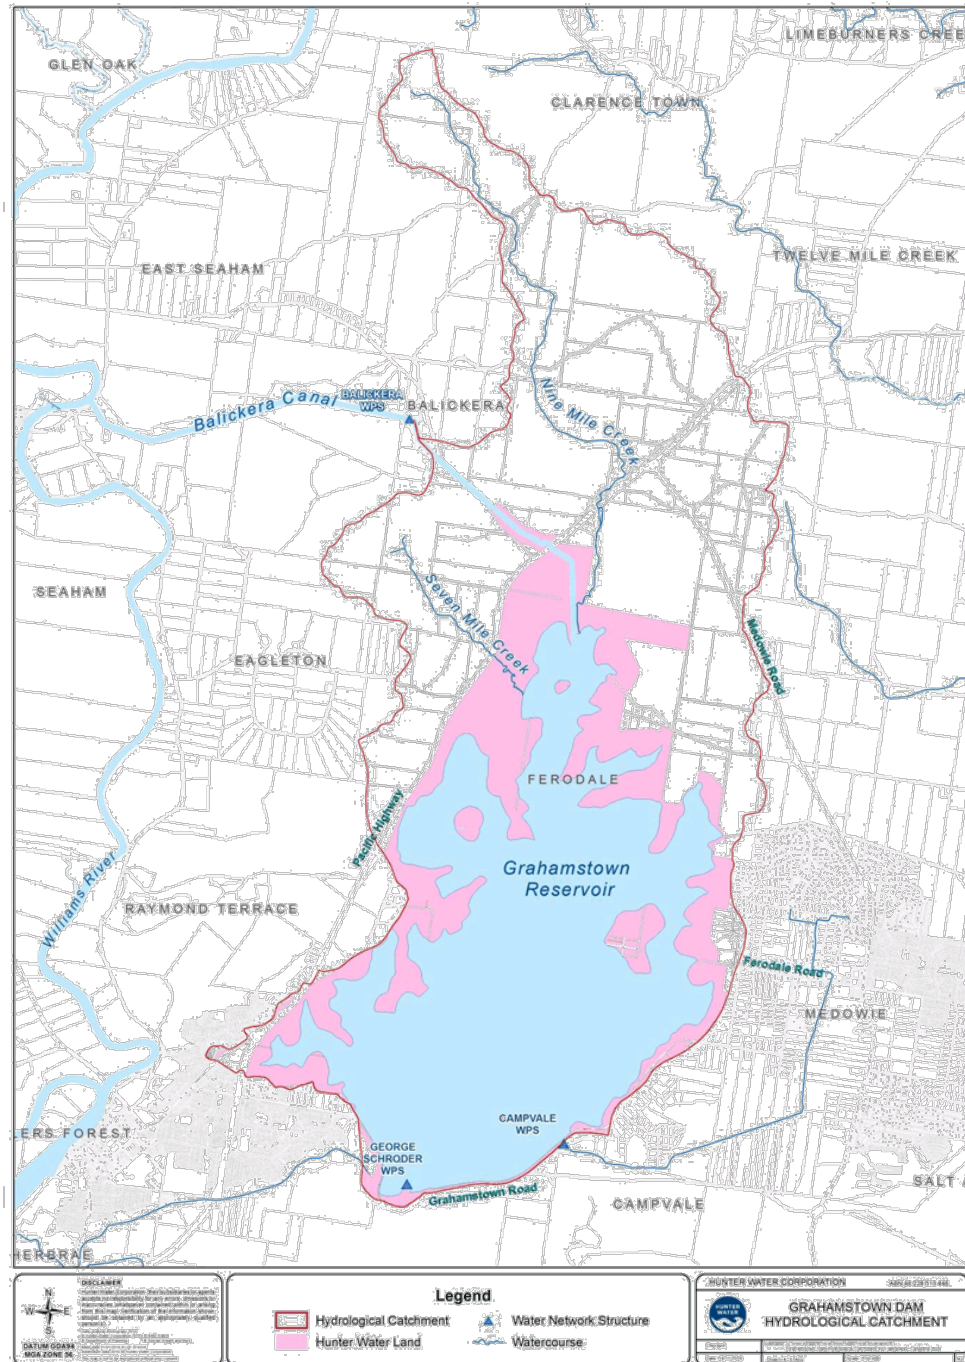 LIMEBURNERS CREE
GLEN OAK
CLARENCE TOWN
TWELVE MILE CREEK
EAST SEAHAM
Balickera Canal
BALICKERA
WPS
BALICKERA
Nine Mile Creek
SEAHAM
Seven Mile Creek
Medowie Road
EAGLETON
FERODALE
Pacific Highway
Grahamstown
Reservoir
Williams River
RAYMOND TERRACE
Ferodale Road
MEDOWIE
CAMPVALE
WPS
LERS FOREST
GEORGE
SCHRODER
WPS
Grahamstown Road
SALT A
CAMPVALE
HERBRAE
N
W E
S
DATUM GDA94
MGA ZONE 56
DISCLAIMER
Legend
Hydrological Catchment
Hunter Water Land
Water Network Structure
Watercourse
HUNTER WATER CORPORATION
HUNTER
WATER
GRAHAMSTOWN DAM
HYDROLOGICAL CATCHMENT